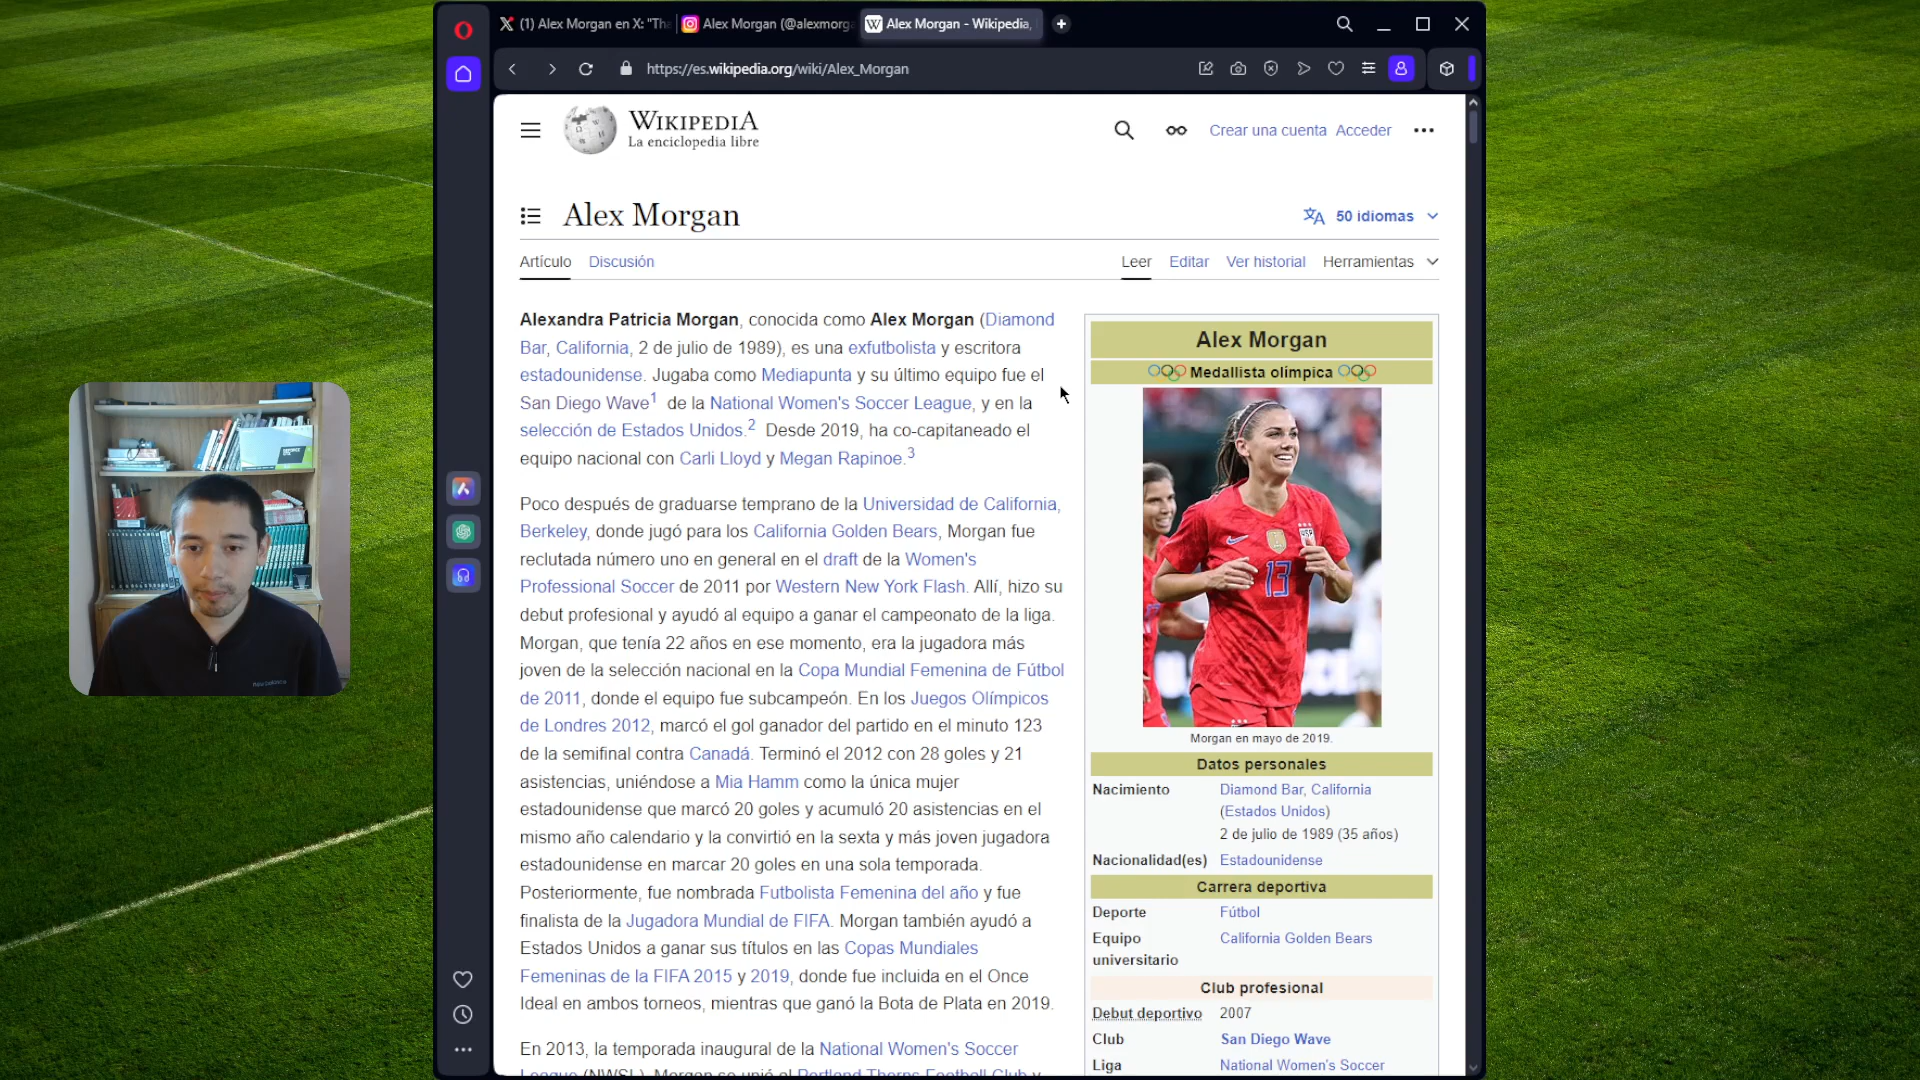 (1) Alex Morgan en X: "Tha
Alex Morgan (@alexmorga
Alex Morgan - Wikipedia,
https://es.wikipedia.org/wiki/Alex_Morgan
WIKIPEDIA
La enciclopedia libre
Crear una cuenta Acceder
Alex Morgan
50 idiomas
Artículo Discusión
Leer Editar Ver historial Herramientas
Alexandra Patricia Morgan, conocida como Alex Morgan (Diamond
Bar, California, 2 de julio de 1989), es una exfutbolista y escritora
estadounidense. Jugaba como Mediapunta y su último equipo fue el
San Diego Wave1 de la National Women's Soccer League, y en la
selección de Estados Unidos.2 Desde 2019, ha co-capitaneado el
equipo nacional con Carli Lloyd y Megan Rapinoe.3
Poco después de graduarse temprano de la Universidad de California,
Berkeley, donde jugó para los California Golden Bears, Morgan fue
reclutada número uno en general en el draft de la Women's
Professional Soccer de 2011 por Western New York Flash. Allí, hizo su
debut profesional y ayudó al equipo a ganar el campeonato de la liga.
Morgan, que tenía 22 años en ese momento, era la jugadora más
joven de la selección nacional en la Copa Mundial Femenina de Fútbol
de 2011, donde el equipo fue subcampeón. En los Juegos Olímpicos
de Londres 2012, marcó el gol ganador del partido en el minuto 123
de la semifinal contra Canadá. Terminó el 2012 con 28 goles y 21
asistencias, uniéndose a Mia Hamm como la única mujer
estadounidense que marcó 20 goles y acumuló 20 asistencias en el
mismo año calendario y la convirtió en la sexta y más joven jugadora
estadounidense en marcar 20 goles en una sola temporada.
Posteriormente, fue nombrada Futbolista Femenina del año y fue
finalista de la Jugadora Mundial de FIFA. Morgan también ayudó a
Estados Unidos a ganar sus títulos en las Copas Mundiales
Femeninas de la FIFA 2015 y 2019, donde fue incluida en el Once
Ideal en ambos torneos, mientras que ganó la Bota de Plata en 2019.
En 2013, la temporada inaugural de la National Women's Soccer
League (NWSL), Morgan se unió al Portland Thorns Football Club y
Alex Morgan
Medallista olímpica
13
Morgan en mayo de 2019.
Datos personales
Nacimiento Diamond Bar, California
(Estados Unidos)
2 de julio de 1989 (35 años)
Nacionalidad(es) Estadounidense
Carrera deportiva
Deporte Fútbol
Equipo California Golden Bears
universitario
Club profesional
Debut deportivo 2007
Club San Diego Wave
Liga National Women's Soccer